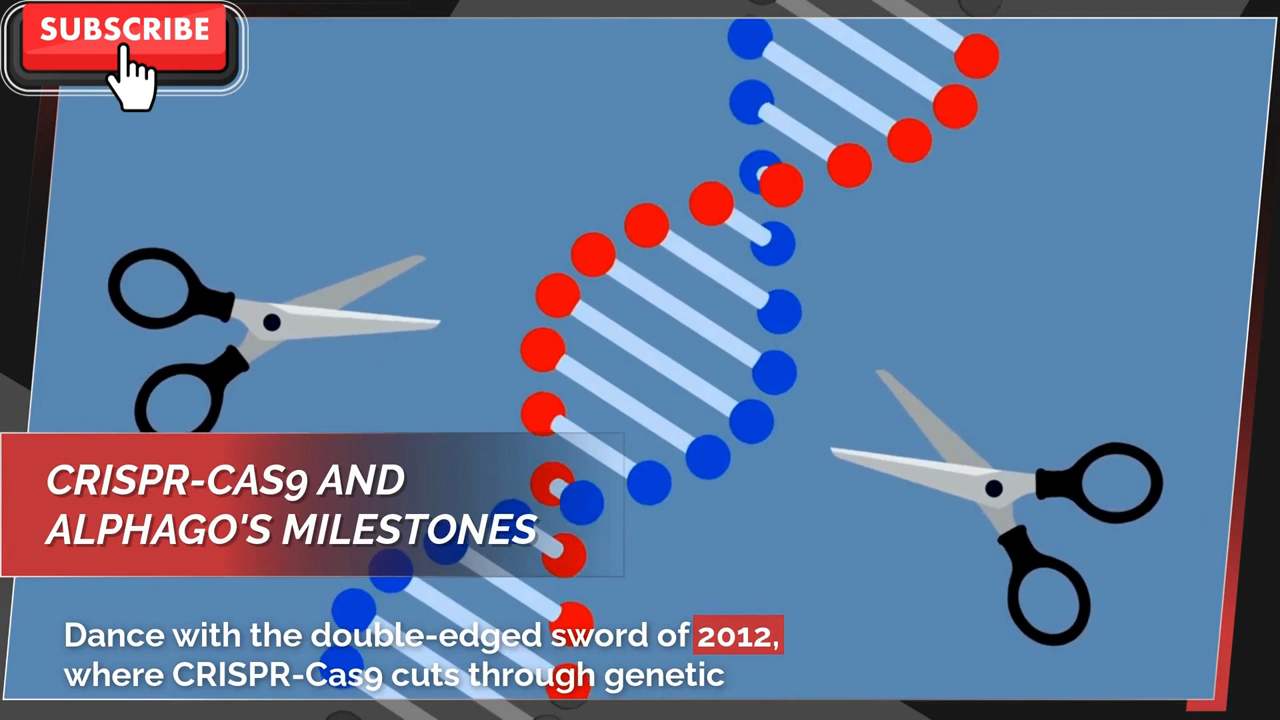 SUBSCRIBE
CRISPR-CAS9 AND
ALPHAGO'S MILESTONES
Dance with the double-edged sword of 2012,
where CRISPR-Cas9 cuts through genetic